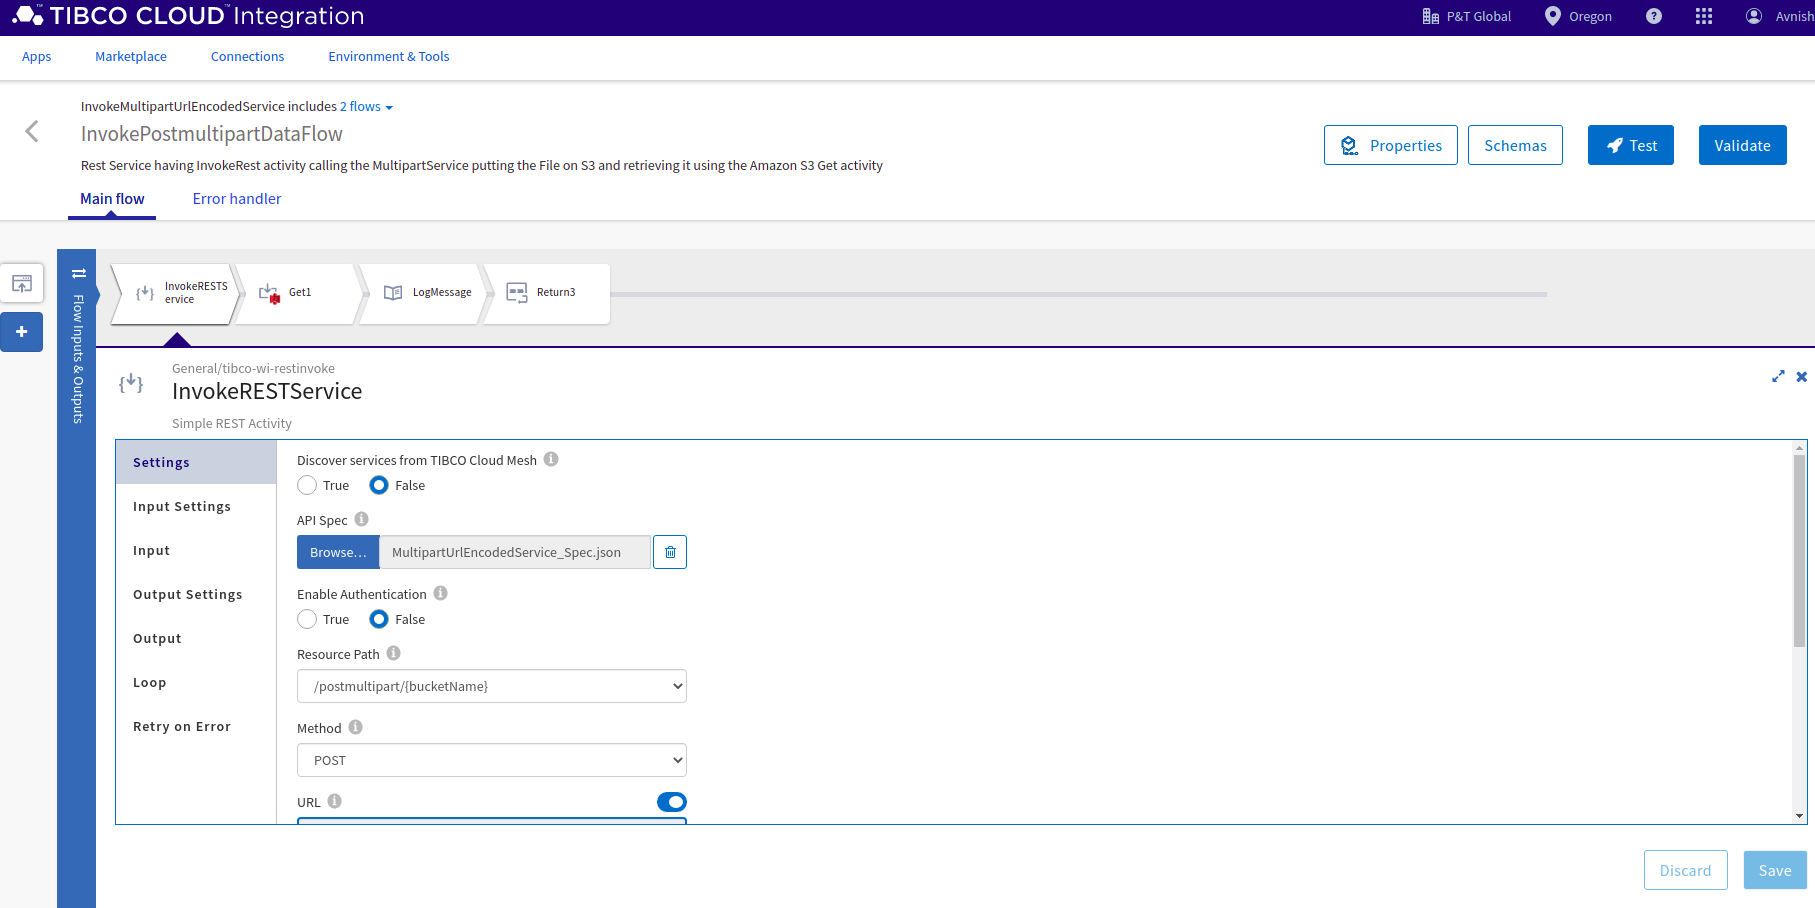 TIBCO CLOUD™ Integration
P&T Global
Oregon
Avnish
Apps
Marketplace
Connections
Environment & Tools
InvokeMultipartUrlEncodedService includes 2 flows
InvokePostmultipartDataFlow
Rest Service having InvokeRest activity calling the MultipartService putting the File on S3 and retrieving it using the Amazon S3 Get activity
Properties
Schemas
Test
Validate
Main flow
Error handler
Flow Inputs & Outputs
InvokeRESTS
ervice
Get1
LogMessage
Return3
General/tibco-wi-restinvoke
InvokeRESTService
Simple REST Activity
Settings
Input Settings
Input
Output Settings
Output
Loop
Retry on Error
Discover services from TIBCO Cloud Mesh
True
False
API Spec
Browse...
MultipartUrlEncodedService_Spec.json
Enable Authentication
True
False
Resource Path
/postmultipart/{bucketName}
Method
POST
URL
Discard
Save